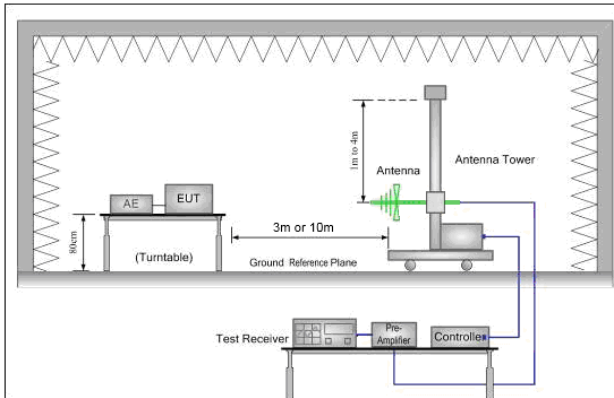 1m to 4m
Antenna
Antenna Tower
AE
EUT
80cm
(Turntable)
3m or 10m
Ground Reference Plane
Test Receiver
Pre-
Amplifier
Controller